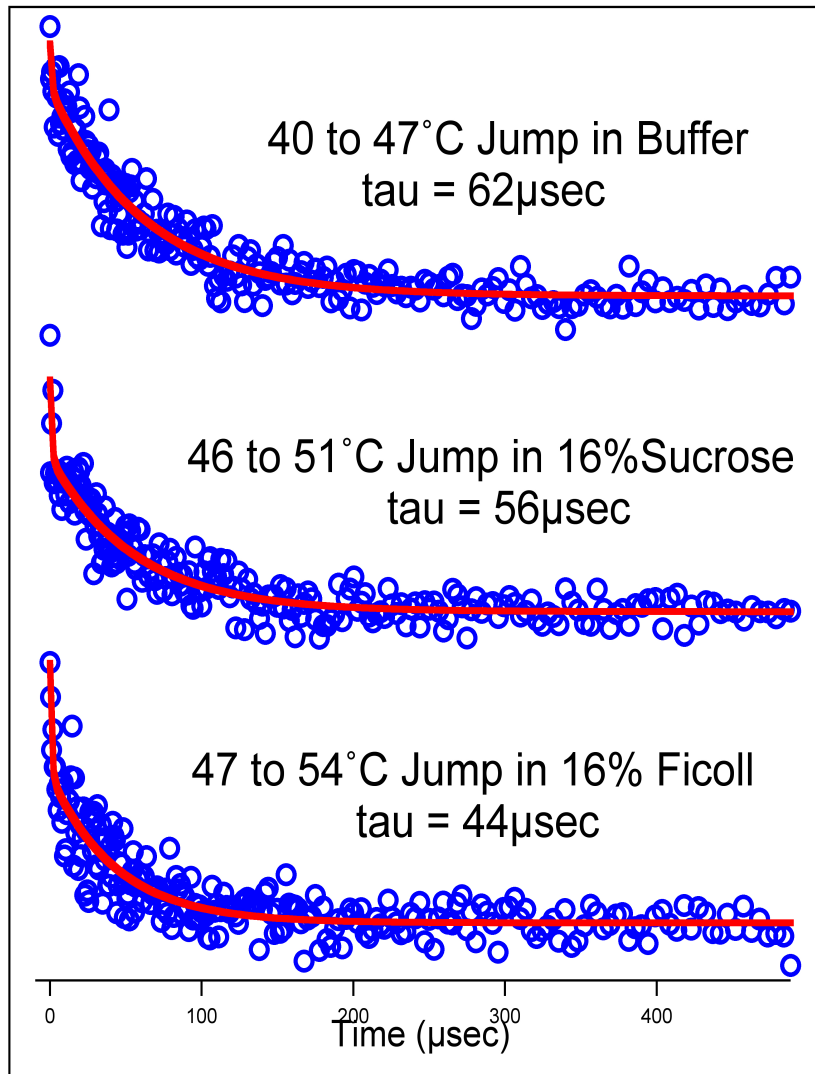 40 to 47°C Jump in Buffer
tau = 62µsec
46 to 51°C Jump in 16%Sucrose
tau = 56µsec
47 to 54°C Jump in 16% Ficoll
tau = 44µsec
0 100 200 300 400
Time (µsec)